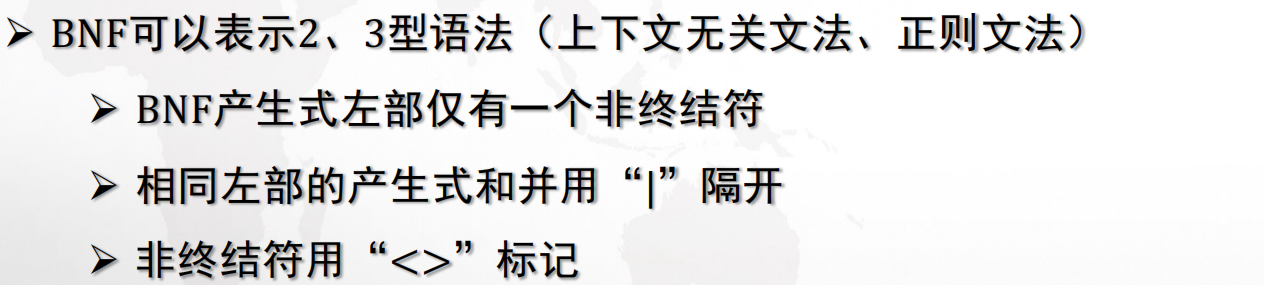 ➢ BNF可以表示2、3型语法（上下文无关文法、正则文法）
➢ BNF产生式左部仅有一个非终结符
➢ 相同左部的产生式和并用“|”隔开
➢ 非终结符用“<>”标记